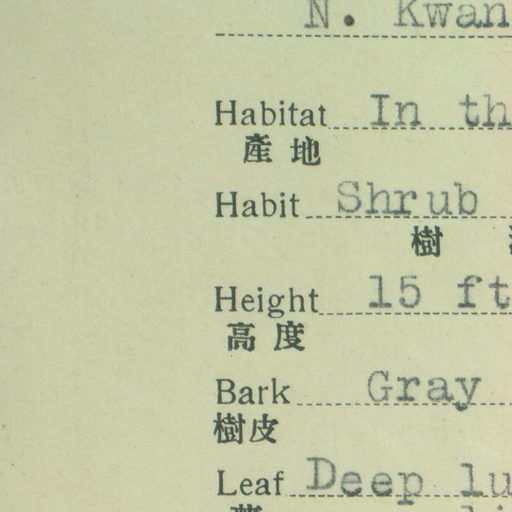 N. Kwan
Habitat In th
產地
Habit Shrub
樹
Height 15 ft
高度
Bark Gray
樹皮
Leaf Deep lu